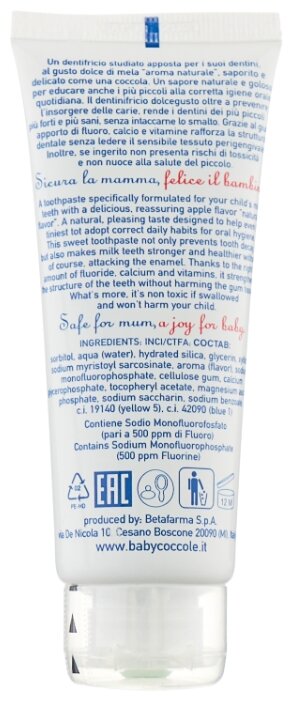 Un dentifricio studiato apposta per i suoi dentini,
al gusto dolce di mela "aroma naturale", saporito e
delicato come una coccola. Un sapore naturale e goloso
per educare anche i più piccoli alla corretta igiene orale
quotidiana. Il dentinifricio dolcegusto oltre a prevenire
l'insorgere delle carie, rende i dentini dei più piccoli
più forti e più sani, senza intaccarne lo smalto. Grazie al giusto
apporto di fluoro, calcio e vitamine rafforza la struttura
dentale senza ledere il sensibile tessuto perigengivale
Inoltre, se ingerito non presenta rischi di tossicità
e non nuoce alla salute del piccolo.
Sicura la mamma, felice il bambino
A toothpaste specifically formulated for your child's
teeth with a delicious, reassuring apple flavor "natural
flavor". A natural, pleasing taste designed to help even
tiniest tot adopt correct daily habits for oral hygiene
This sweet toothpaste not only prevents tooth decay
but also makes milk teeth stronger and healthier with
of course, attacking the enamel. Thanks to the right
amount of fluoride, calcium and vitamins, it strengthens
the structure of the teeth without harming the gum
What's more, it's non toxic if swallowed
and won't harm your child.
Safe for mum, a joy for baby
INGREDIENTS: INCI/CTFA. СОСТАВ:
sorbitol, aqua (water), hydrated silica, glycerin,
sodium myristoyl sarcosinate, aroma (flavor), sodium
monofluorophosphate, cellulose gum, calcium
glycerophosphate, tocopheryl acetate, magnesium
phosphate, sodium saccharin, sodium
c.i. 19140 (yellow 5), c.i. 42090 (blue 1)
Contiene Sodio Monofluorofosfato
(pari a 500 ppm di Fluoro)
Contains Sodium Monofluorophosphate
(500 ppm Fluorine)
02
PE-HD
EAC
12 M
produced by: Betafarma S.p.A.
via De Nicola 10, Cesano Boscone 20090 (MI),
www.babycoccole.it